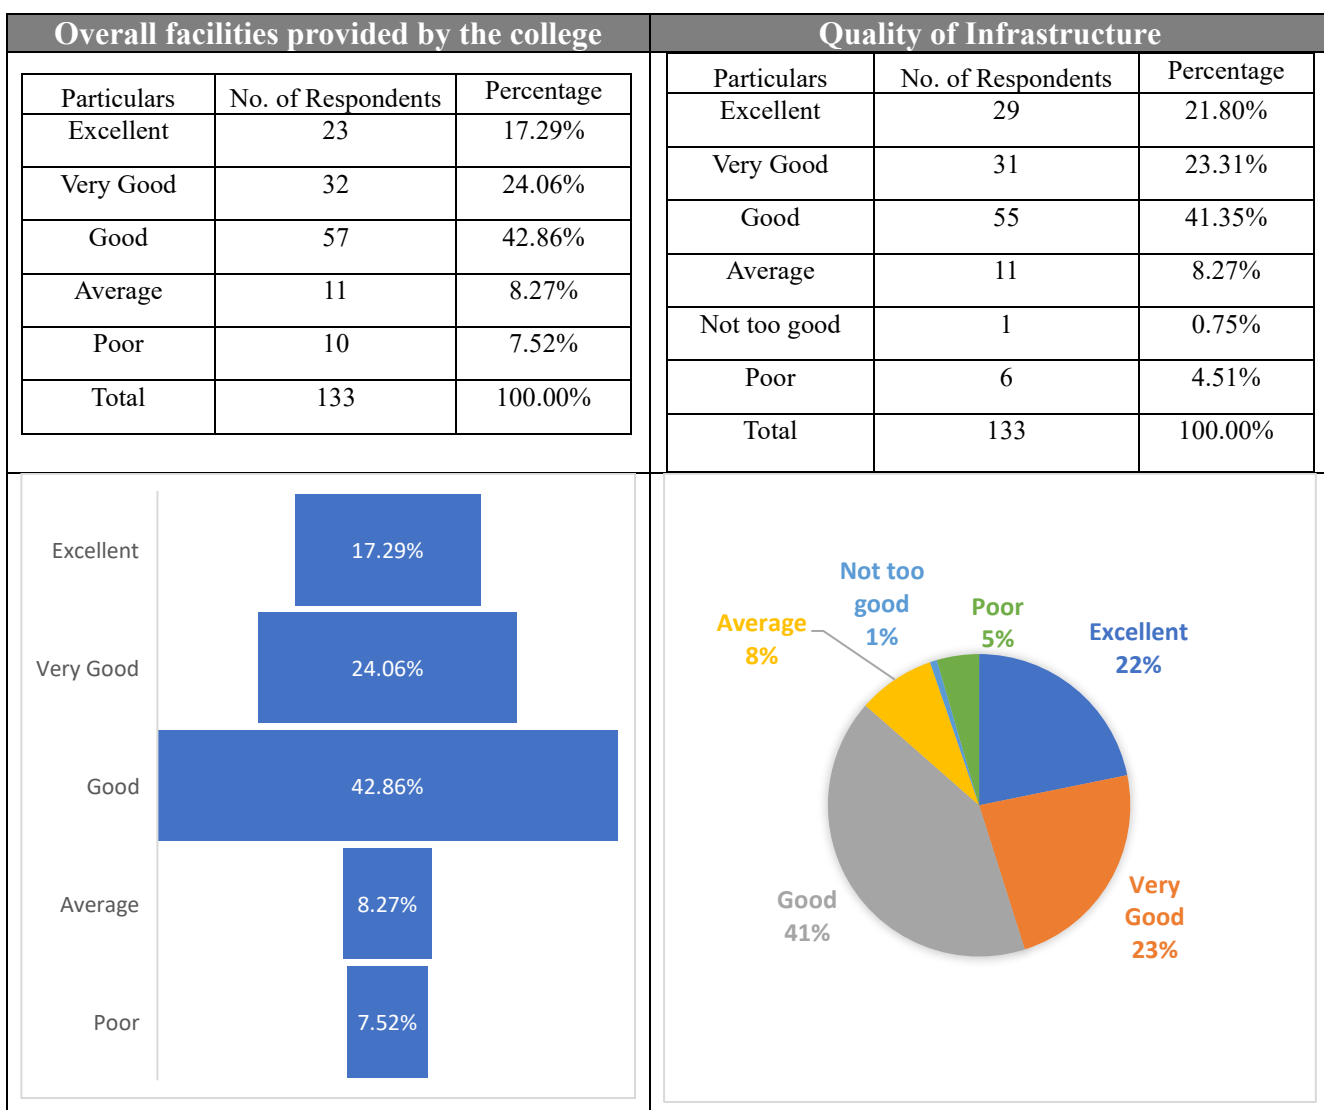 Overall facilities provided by the college
Particulars No. of Respondents Percentage
Excellent 23 17.29%
Very Good 32 24.06%
Good 57 42.86%
Average 11 8.27%
Poor 10 7.52%
Total 133 100.00%
Quality of Infrastructure
Particulars No. of Respondents Percentage
Excellent 29 21.80%
Very Good 31 23.31%
Good 55 41.35%
Average 11 8.27%
Not too good 1 0.75%
Poor 6 4.51%
Total 133 100.00%
Excellent 17.29%
Very Good 24.06%
Good 42.86%
Average 8.27%
Poor 7.52%
Not too
good
1%
Poor
5%
Average
8%
Excellent
22%
Good
41%
Very
Good
23%